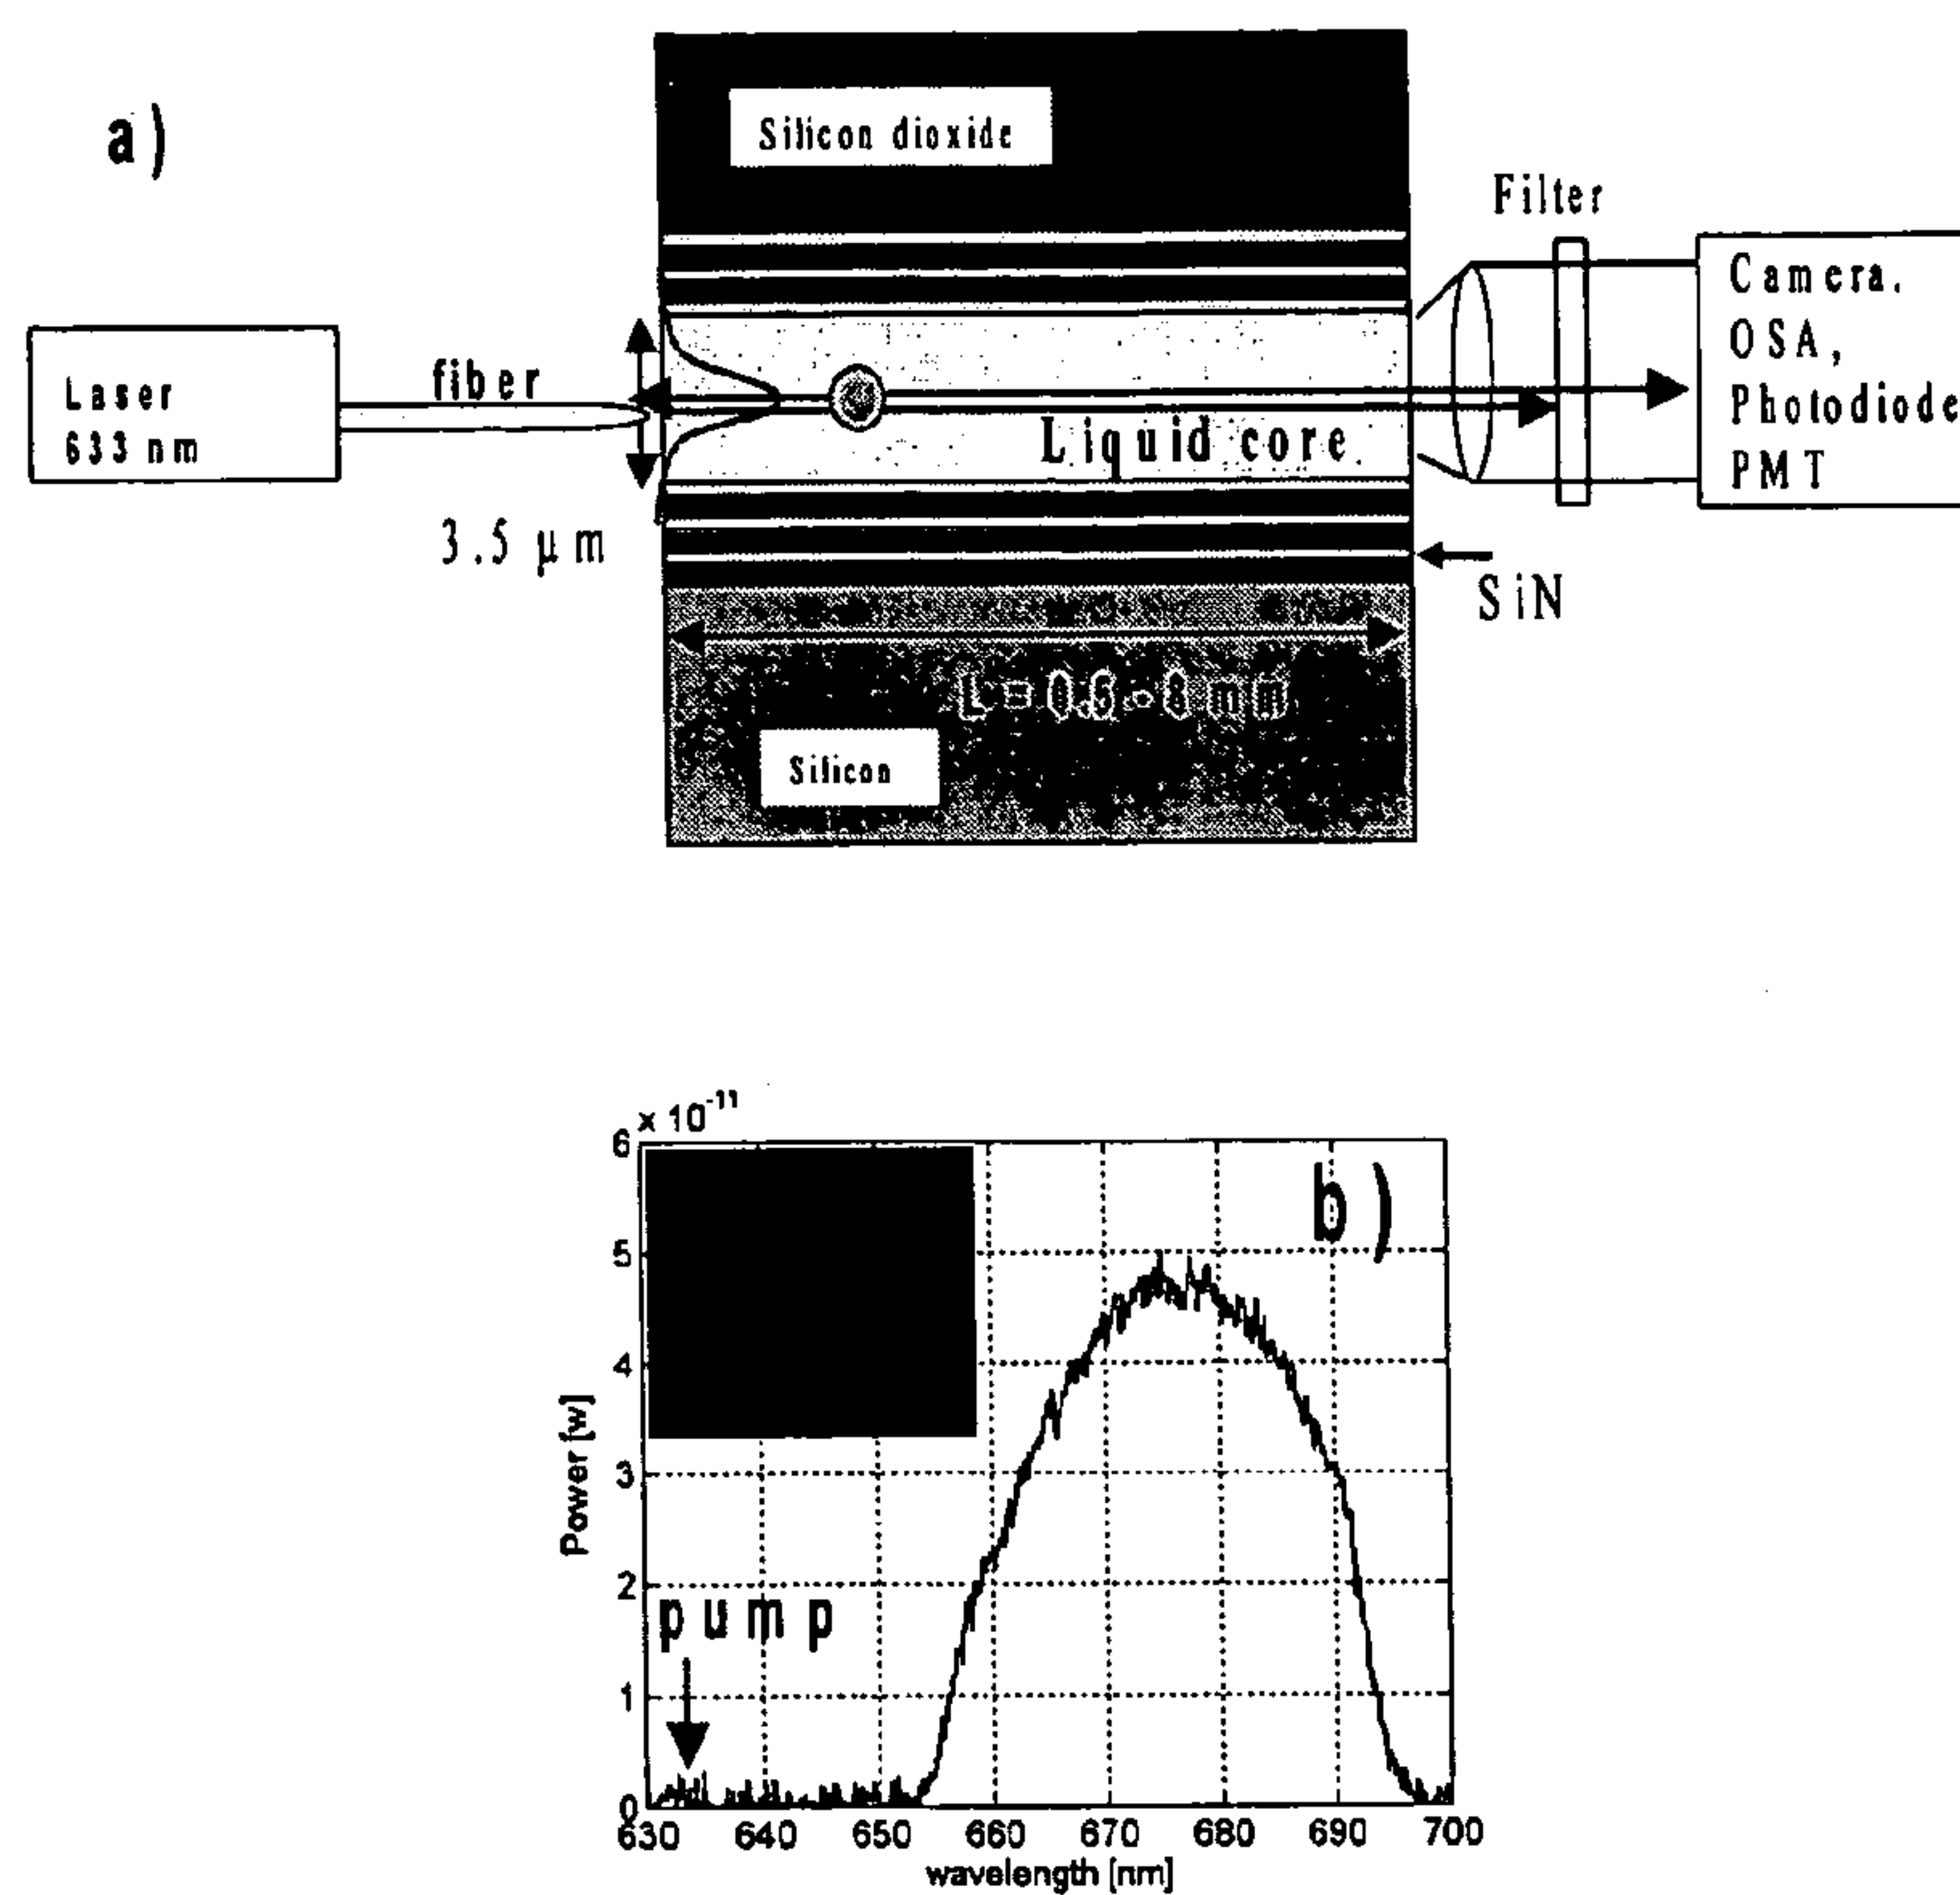 a)
Silicon dioxide
Filter
Camera.
OSA,
Photodiode
PMT
Laser
633 nm
fiber
Liquid core
3.5 µm
SiN
L = 0.5 - 8 mm
Silicon
x 10^-11
b)
6
5
4
3
2
1
0
Power [w]
pump
630 640 650 660 670 680 690 700
wavelength [nm]